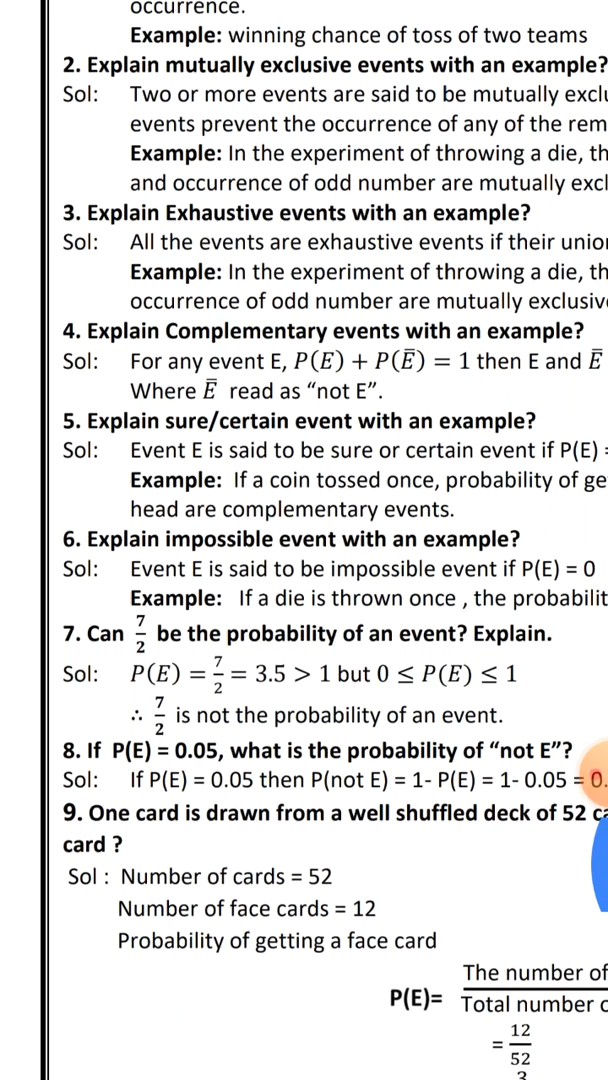 occurrence.
Example: winning chance of toss of two teams
2. Explain mutually exclusive events with an example?
Sol: Two or more events are said to be mutually
events prevent the occurrence of any of the
Example: In the experiment of throwing a die,
and occurrence of odd number are mutually
3. Explain Exhaustive events with an example?
Sol: All the events are exhaustive events if their
Example: In the experiment of throwing a die,
occurrence of odd number are mutually
4. Explain Complementary events with an example?
Sol: For any event E, P(E) + P(Ē) = 1 then E and Ē
Where Ē read as “not E”.
5. Explain sure/certain event with an example?
Sol: Event E is said to be sure or certain event if P(E) =
Example: If a coin tossed once, probability of
head are complementary events.
6. Explain impossible event with an example?
Sol: Event E is said to be impossible event if P(E) = 0
Example: If a die is thrown once , the
7. Can 7/2 be the probability of an event? Explain.
Sol: P(E) = 7/2 = 3.5 > 1 but 0 ≤ P(E) ≤ 1
∴ 7/2 is not the probability of an event.
8. If P(E) = 0.05, what is the probability of “not E”?
Sol: If P(E) = 0.05 then P(not E) = 1- P(E) = 1- 0.05 = 0.
9. One card is drawn from a well shuffled deck of 52
card ?
Sol : Number of cards = 52
Number of face cards = 12
Probability of getting a face card
P(E)= The number of
Total number
= 12/52